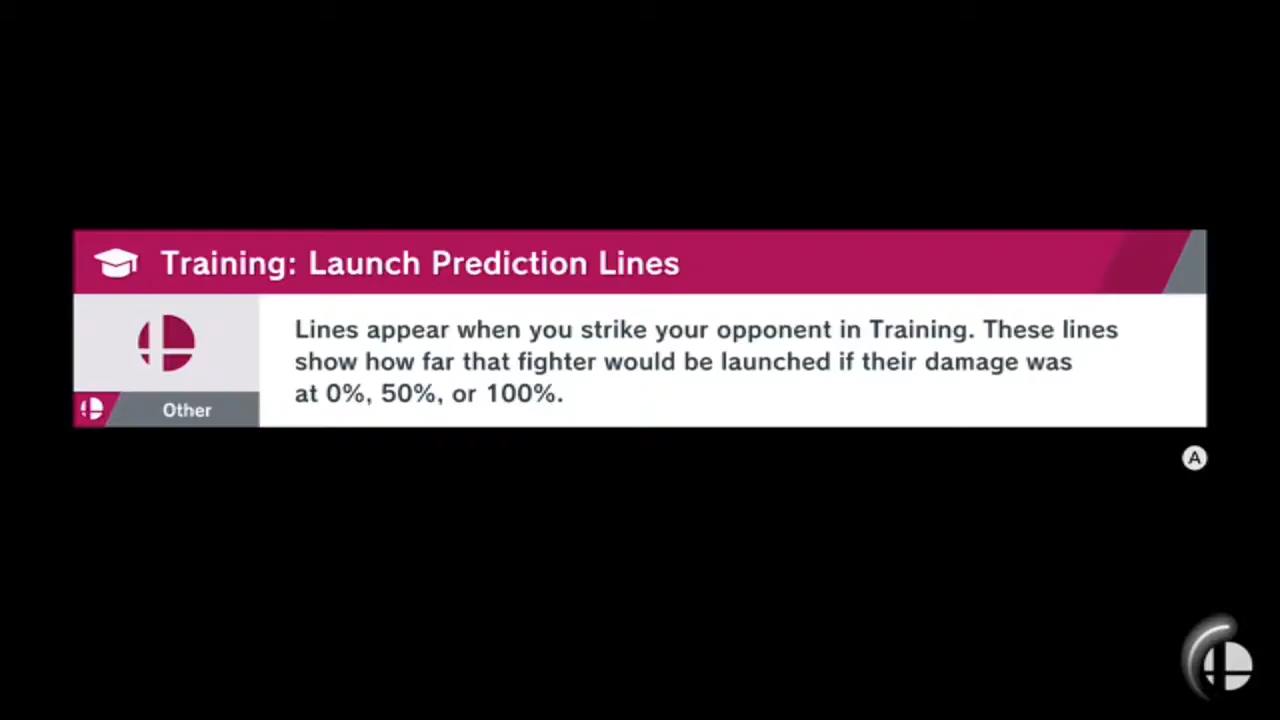 Training: Launch Prediction Lines
Lines appear when you strike your opponent in Training. These lines
show how far that fighter would be launched if their damage was
at 0%, 50%, or 100%.
Other
A